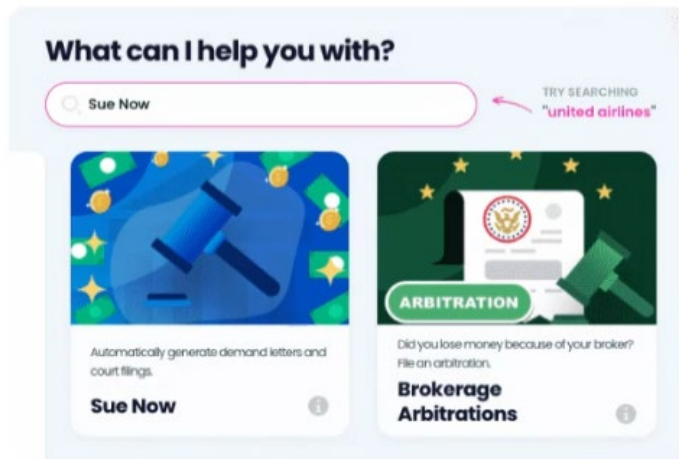 What can I help you with?
Sue Now
TRY SEARCHING
"united airlines"
ARBITRATION
Automatically generate demand letters and
court filings.
Sue Now
Did you lose money because of your broker?
File an arbitration.
Brokerage
Arbitrations